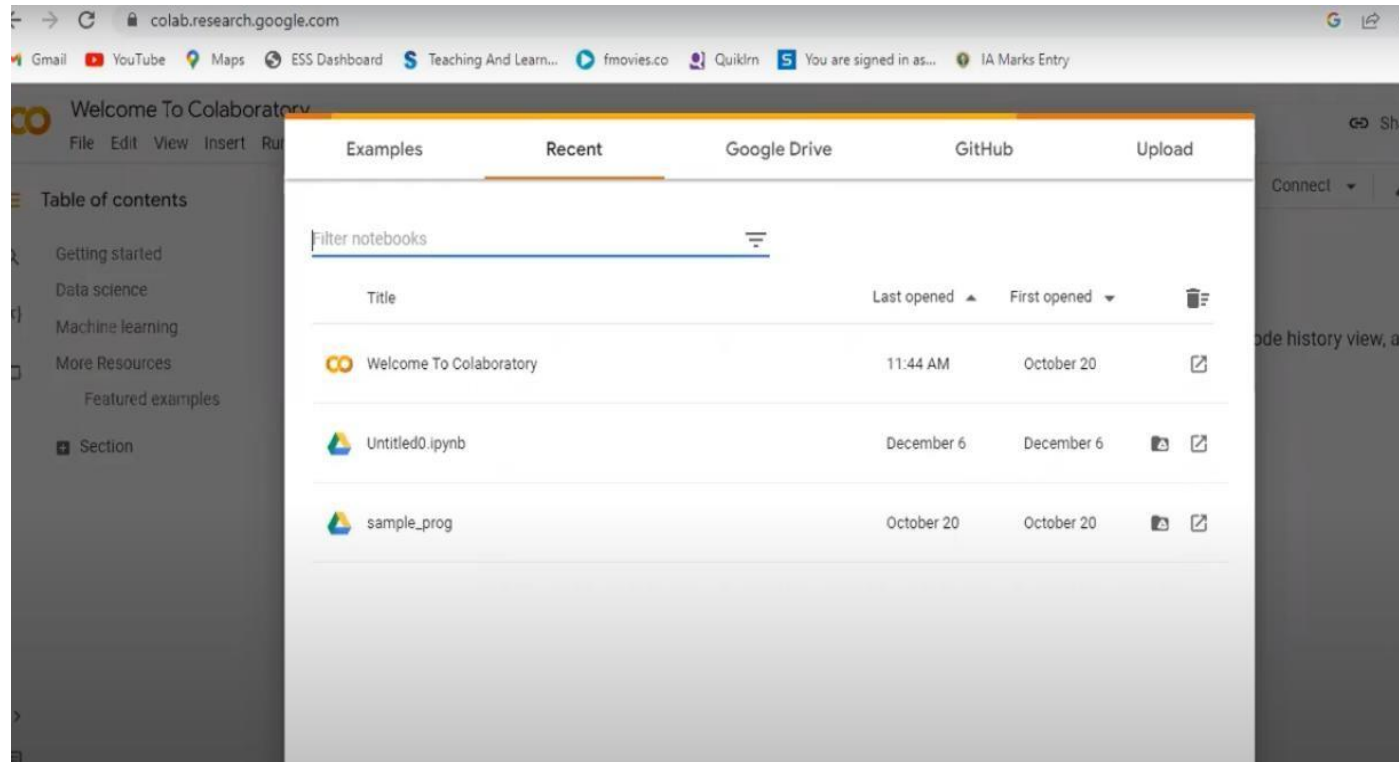 colab.research.google.com
Gmail YouTube Maps ESS Dashboard Teaching And Learn... fmovies.co Quiklrn You are signed in as... IA Marks Entry
Welcome To Colaboratory
File Edit View Insert
Sh
Examples Recent Google Drive GitHub Upload
Connect
Table of contents
Filter notebooks
Getting started
Data science
Title Last opened First opened
Machine learning
ode history view, a
More Resources
Welcome To Colaboratory 11:44 AM October 20
Featured examples
Section
Untitled0.ipynb December 6 December 6
sample_prog October 20 October 20